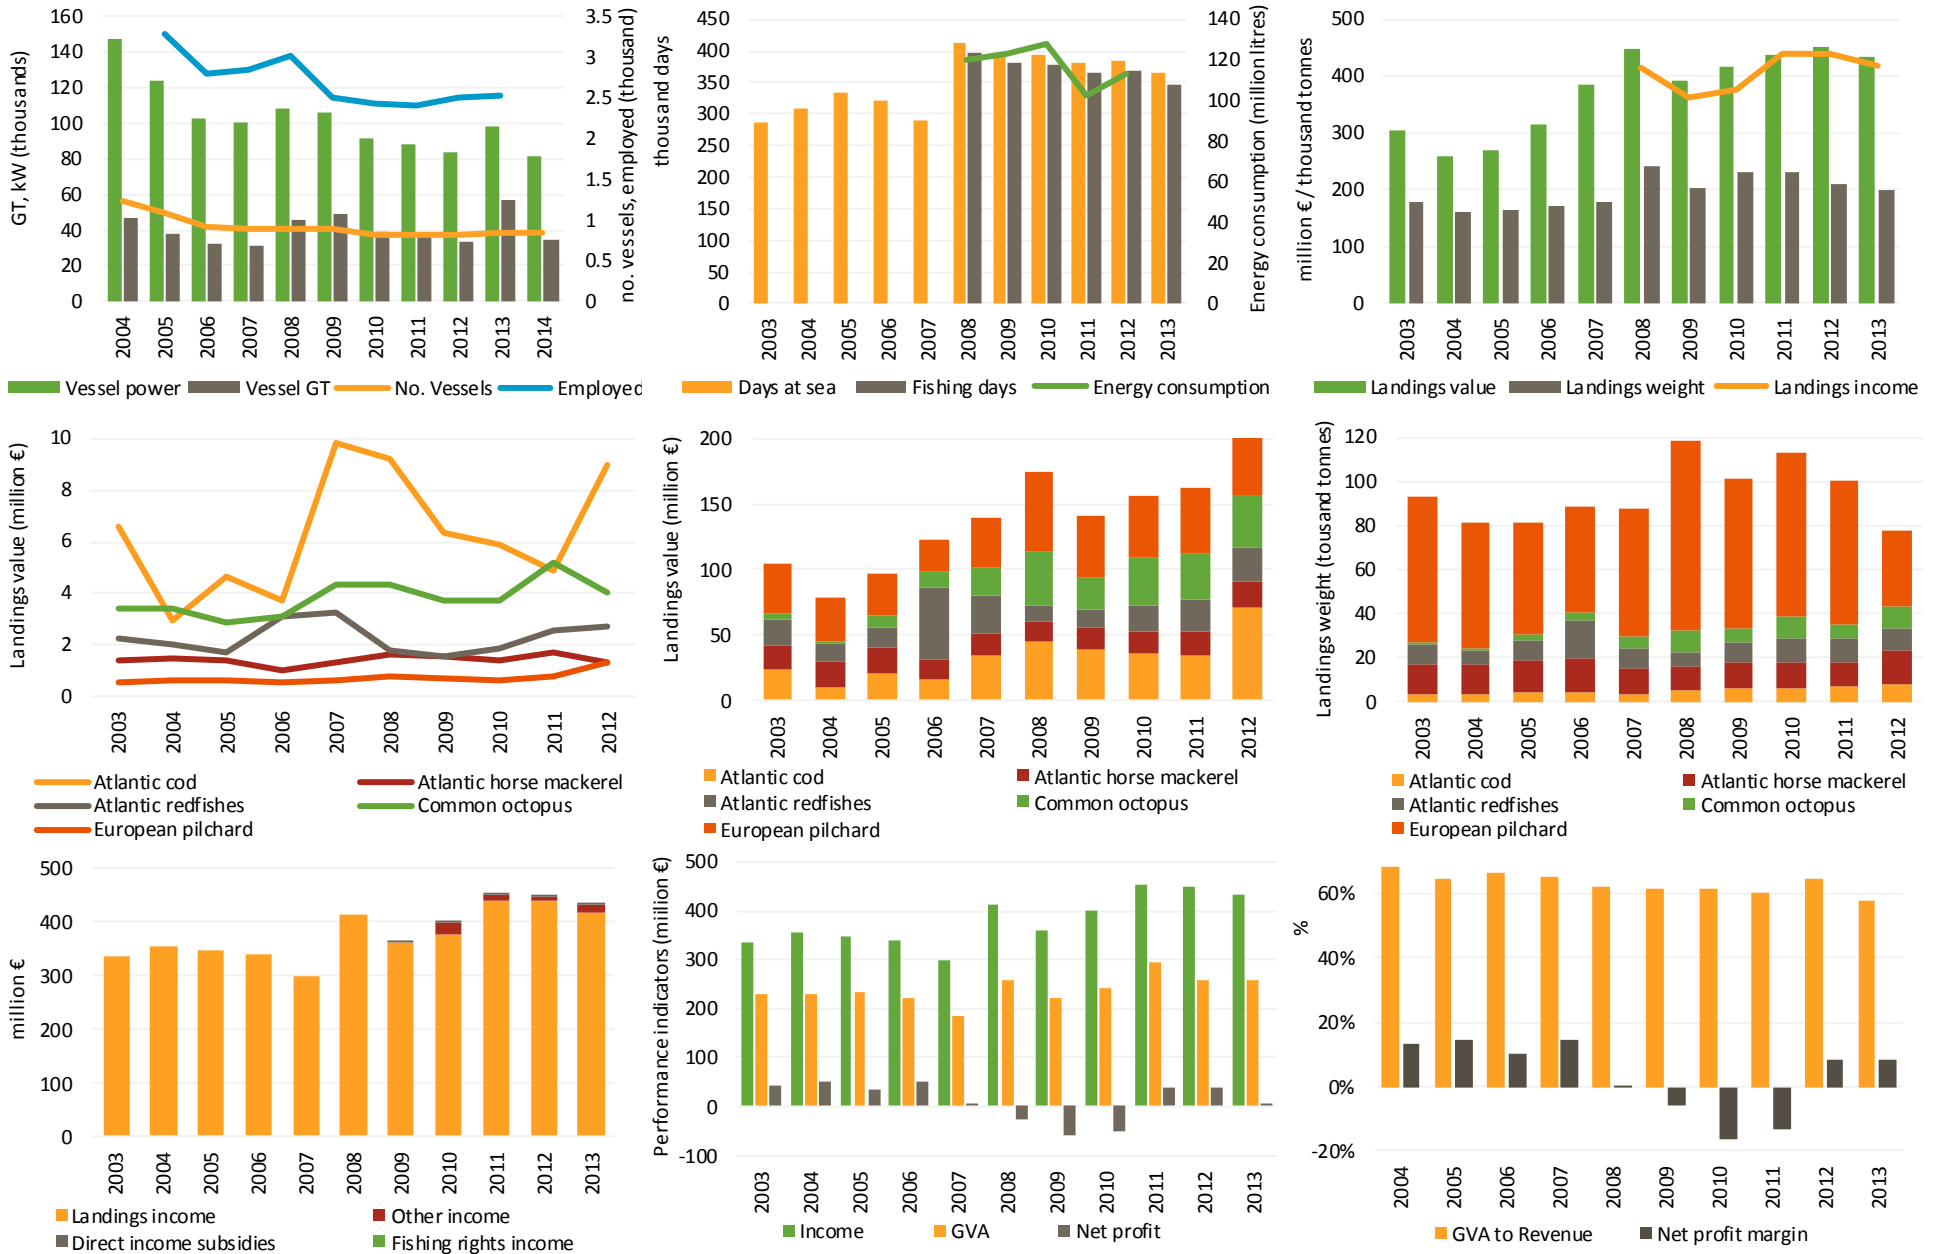 GT, kW (thousands)
160
140
120
100
80
60
40
20
0
3.5
3
2.5
2
1.5
1
0.5
0
no. vessels, employed (thousand)
2004 2005 2006 2007 2008 2009 2010 2011 2012 2013 2014
Vessel power Vessel GT No. Vessels Employed
thousand days
450
400
350
300
250
200
150
100
50
0
140
120
100
80
60
40
20
0
Energy consumption (million litres)
2003 2004 2005 2006 2007 2008 2009 2010 2011 2012 2013
Days at sea Fishing days Energy consumption
million € / thousand tonnes
500
400
300
200
100
0
2003 2004 2005 2006 2007 2008 2009 2010 2011 2012 2013
Landings value Landings weight Landings income
Landings value (million €)
10
8
6
4
2
0
2003 2004 2005 2006 2007 2008 2009 2010 2011 2012
Atlantic cod Atlantic horse mackerel
Atlantic redfishes Common octopus
European pilchard
Landings value (million €)
200
150
100
50
0
2003 2004 2005 2006 2007 2008 2009 2010 2011 2012
Atlantic cod Atlantic horse mackerel
Atlantic redfishes Common octopus
European pilchard
Landings weight (tousand tonnes)
120
100
80
60
40
20
0
2003 2004 2005 2006 2007 2008 2009 2010 2011 2012
Atlantic cod Atlantic horse mackerel
Atlantic redfishes Common octopus
European pilchard
million €
500
400
300
200
100
0
2003 2004 2005 2006 2007 2008 2009 2010 2011 2012 2013
Landings income Other income
Direct income subsidies Fishing rights income
Performance indicators (miilion €)
500
400
300
200
100
0
-100
2003 2004 2005 2006 2007 2008 2009 2010 2011 2012 2013
Income GVA Net profit
%
60%
40%
20%
0%
-20%
2004 2005 2006 2007 2008 2009 2010 2011 2012 2013
GVA to Revenue Net profit margin